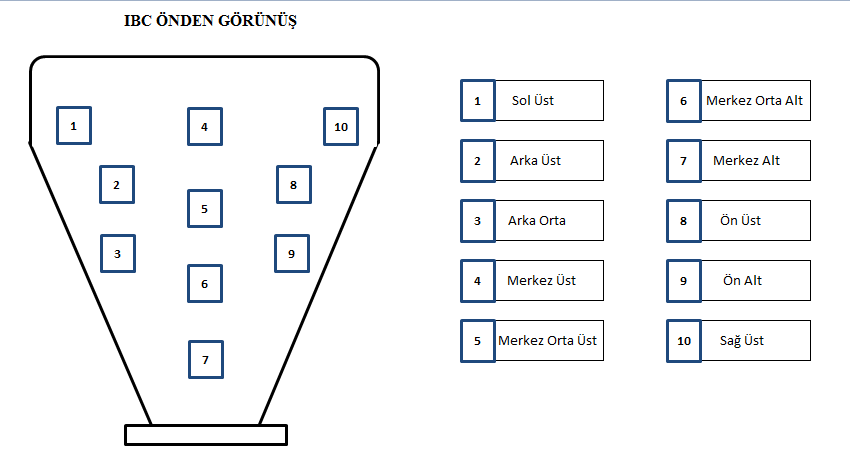 IBC ÖNDEN GÖRÜNÜŞ
1
4
10
2
8
5
3
9
6
7
1 Sol Üst
2 Arka Üst
3 Arka Orta
4 Merkez Üst
5 Merkez Orta Üst
6 Merkez Orta Alt
7 Merkez Alt
8 Ön Üst
9 Ön Alt
10 Sağ Üst